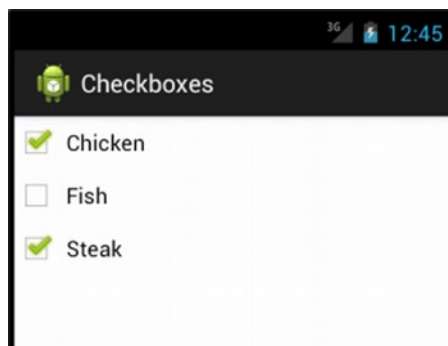 3G 12:45
Checkboxes
Chicken
Fish
Steak